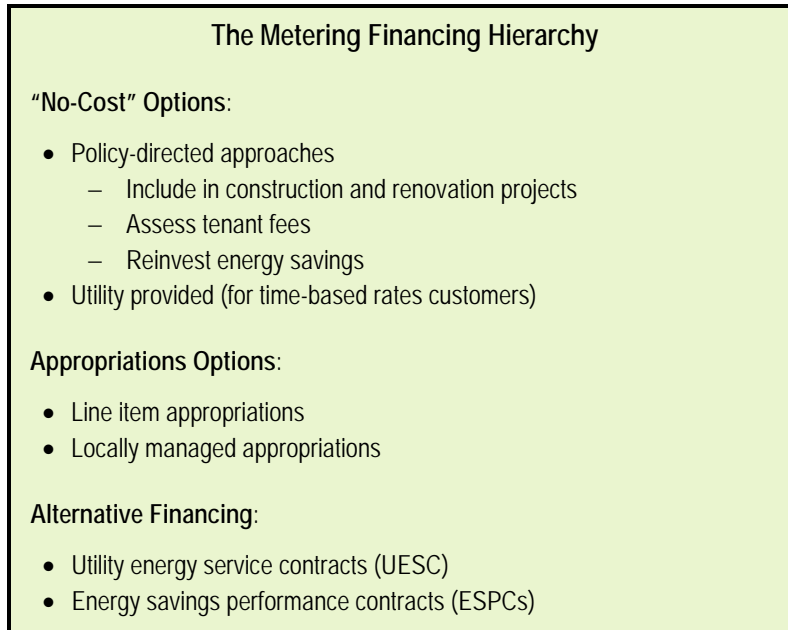 The Metering Financing Hierarchy
“No-Cost” Options:
• Policy-directed approaches
– Include in construction and renovation projects
– Assess tenant fees
– Reinvest energy savings
• Utility provided (for time-based rates customers)
Appropriations Options:
• Line item appropriations
• Locally managed appropriations
Alternative Financing:
• Utility energy service contracts (UESC)
• Energy savings performance contracts (ESPCs)